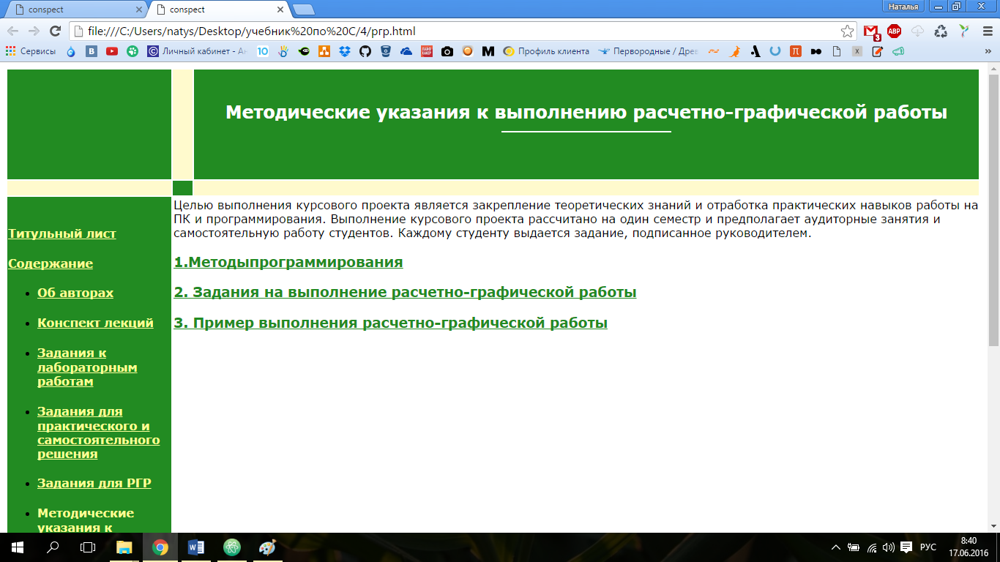 conspect
conspect
Наталья
file:///C:/Users/natys/Desktop/учебник%20по%20C/4/ргр.html
3
ABP
Сервисы
Личный кабинет - Ан
10
Профиль клиента
Первородные / Древ
»
Методические указания к выполнению расчетно-графической работы
Титульный лист
Содержание
Об авторах
Конспект лекций
Задания к
лабораторным
работам
Задания для
практического и
самостоятельного
решения
Задания для РГР
Методические
указания к
Целью выполнения курсового проекта является закрепление теоретических знаний и отработка практических навыков работы на
ПК и программирования. Выполнение курсового проекта рассчитано на один семестр и предполагает аудиторные занятия и
самостоятельную работу студентов. Каждому студенту выдается задание, подписанное руководителем.
1.Методыпрограммирования
2. Задания на выполнение расчетно-графической работы
3. Пример выполнения расчетно-графической работы
РУС
8:40
17.06.2016